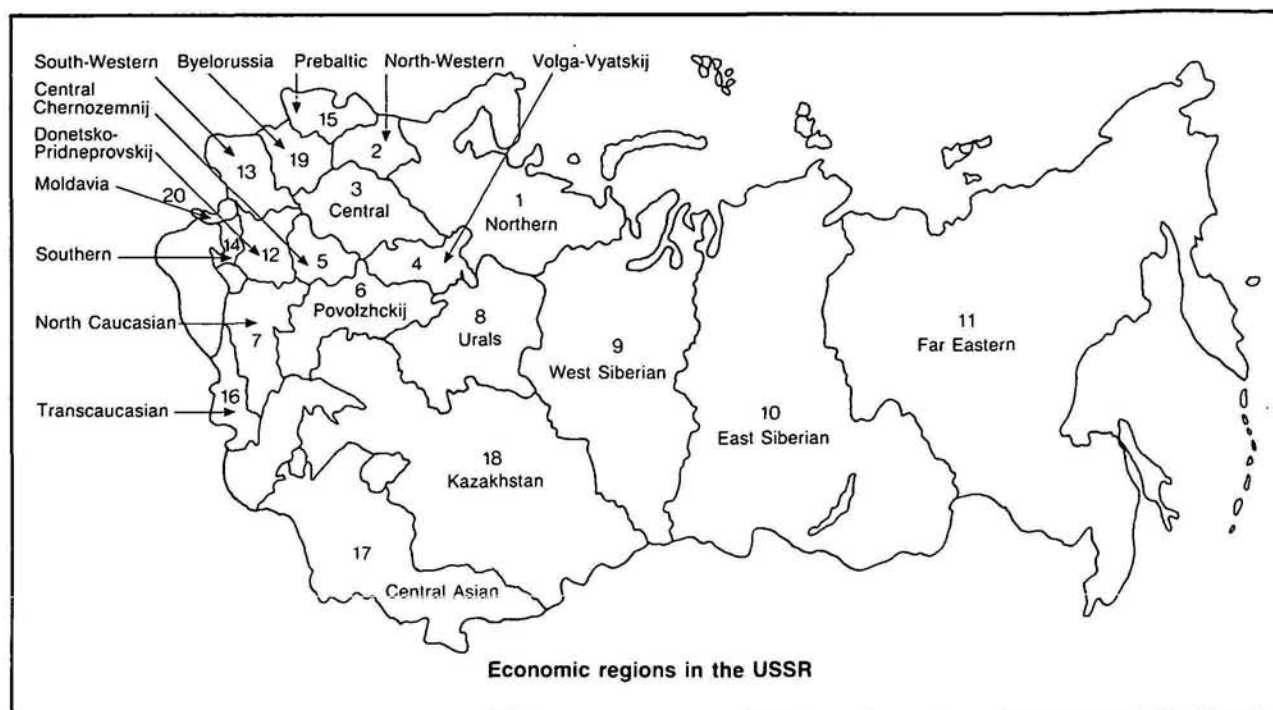 South-Western
Byelorussia
Prebaltic
North-Western
Volga-Vyatskij
Central
Chernozemnij
Donetsko-
Pridneprovskij
Moldavia
Southern
North Caucasian
Transcaucasian
15
2
19
13
20
3
Central
1
Northern
14
12
5
4
6
Povolzhckij
7
8
Urals
9
West Siberian
11
Far Eastern
16
10
East Siberian
18
Kazakhstan
17
Central Asian
Economic regions in the USSR